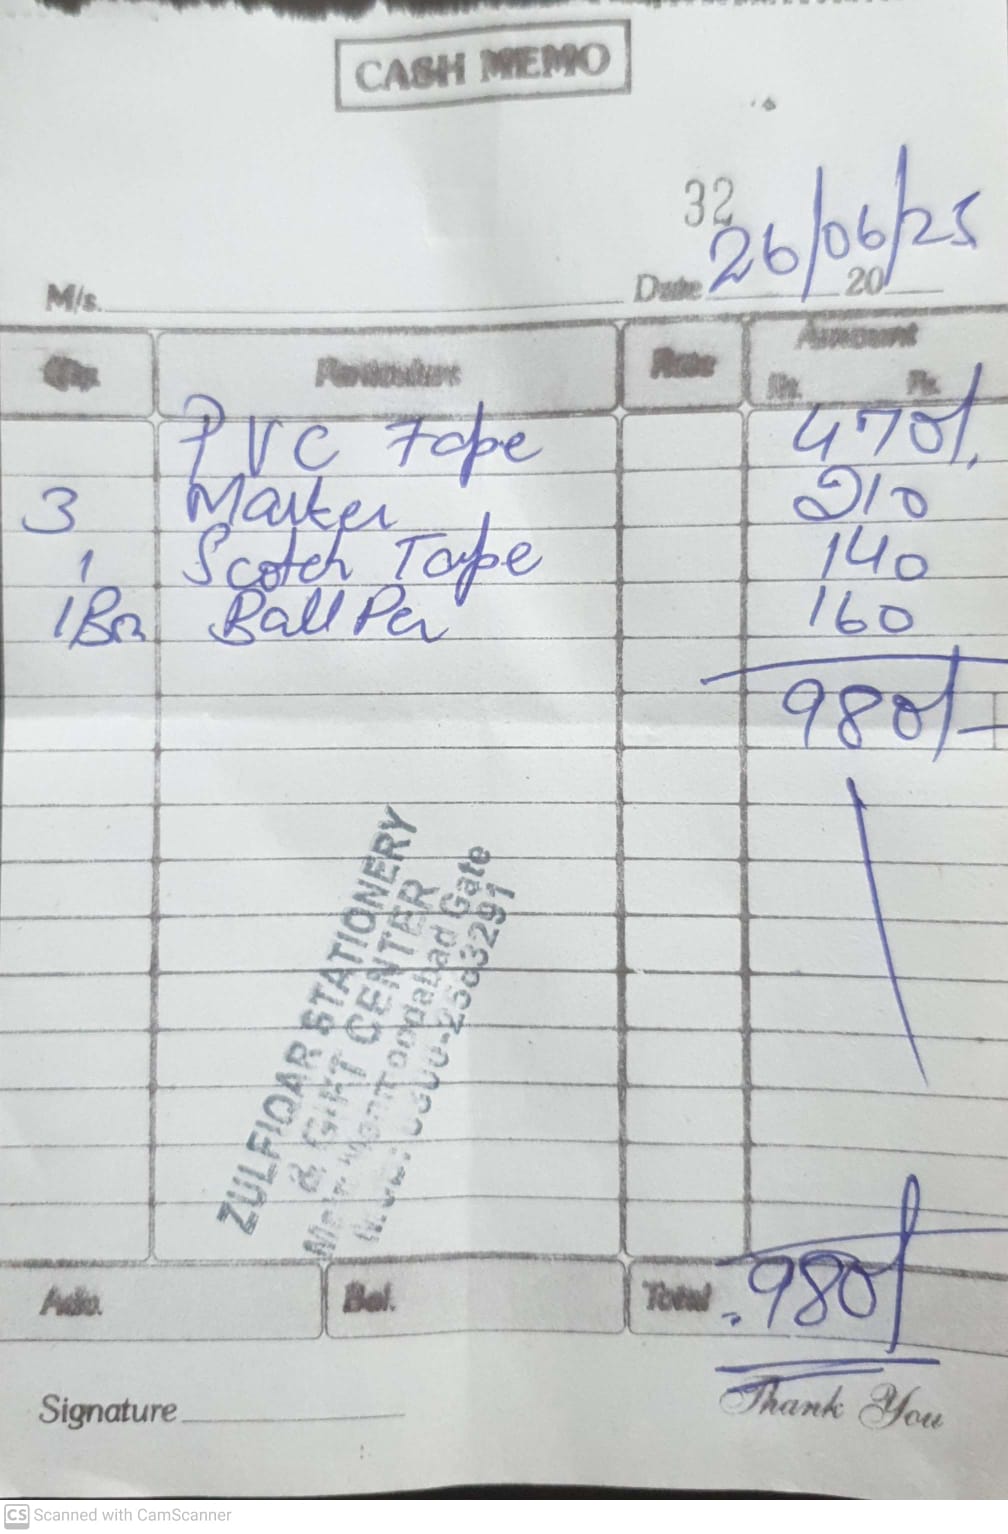 CASH MEMO
32
M/s. Date 26/06/25 20
Qty. Particulars Rate Amount
Rs. Ps.
PVC Tape 470/.
3 Marker 210
1 Scotch Tape 140
1 Box Ball Pen 160
980/-
ZULFIQAR STATIONERY
& GIFT CENTER
Main Gate
Adv. Bal. Total 980/
Signature
Thank You
CS Scanned with CamScanner